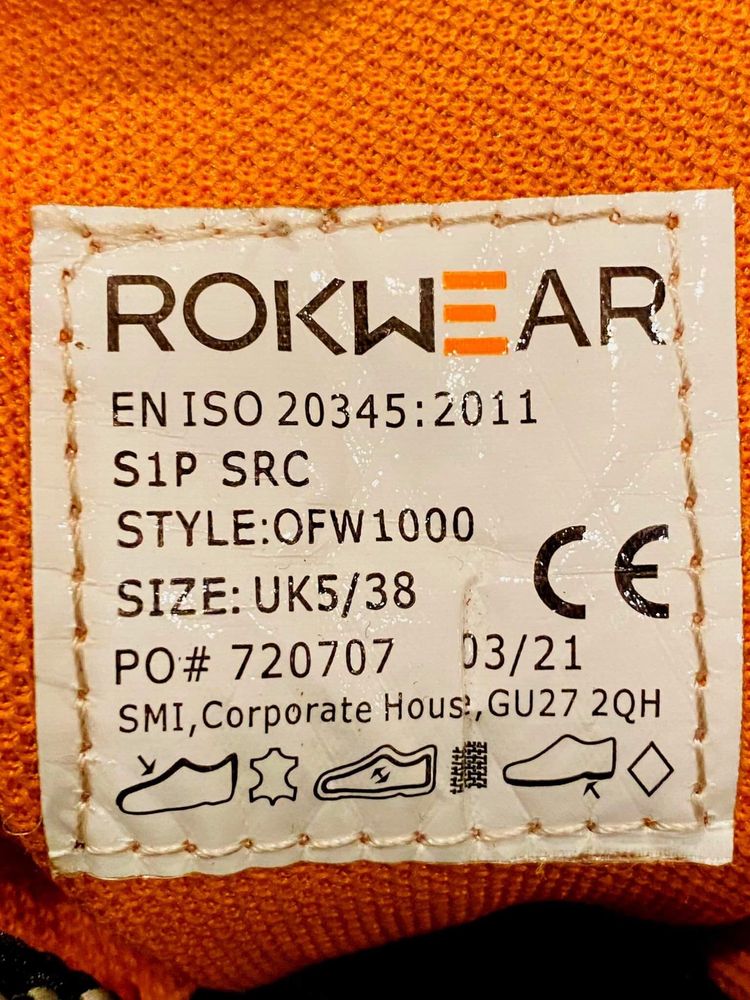 ROKWEAR
EN ISO 20345:2011
S1P SRC
STYLE:OFW1000
CE
SIZE: UK5/38
PO# 720707 03/21
SMI,Corporate House,GU27 2QH